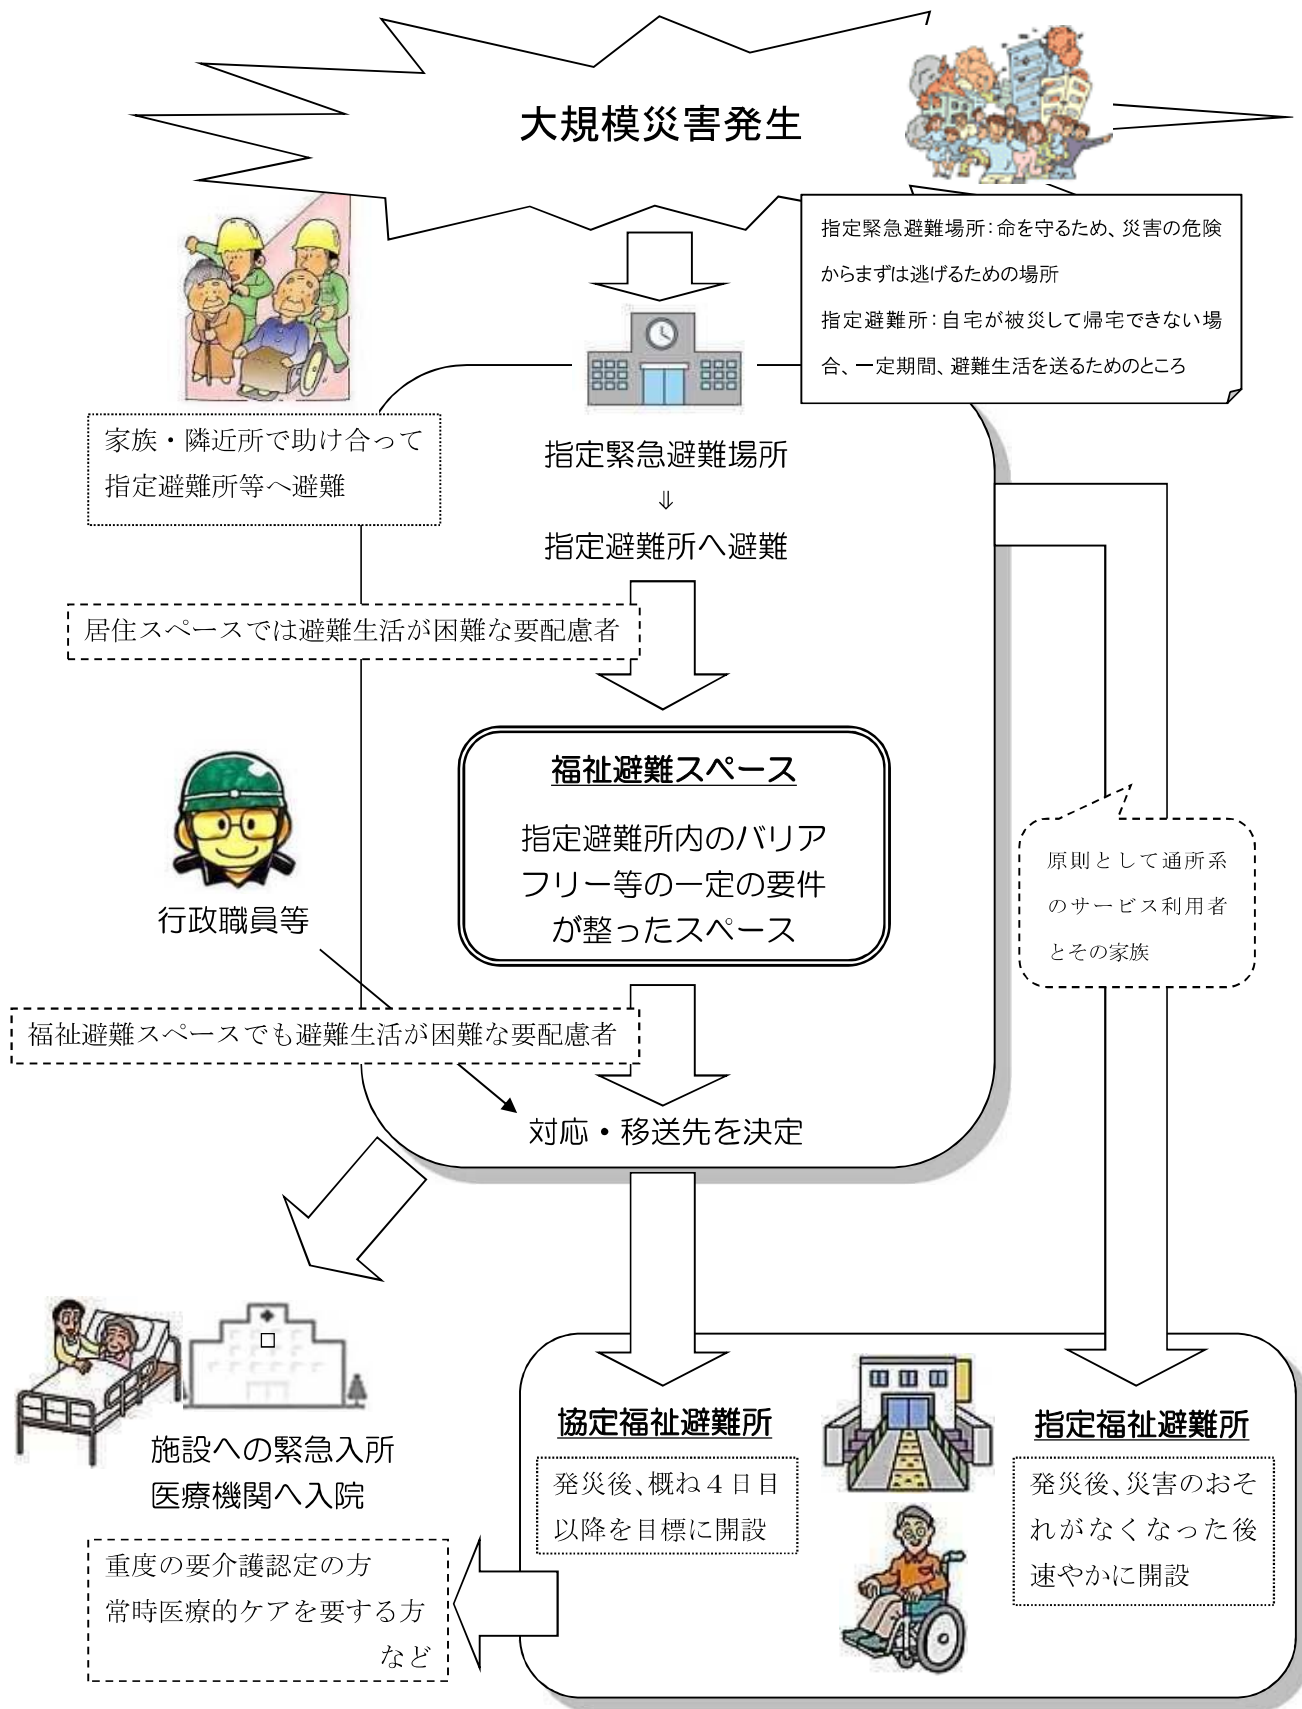 大規模災害発生
指定緊急避難場所：命を守るため、災害の危険
からまずは逃げるための場所
指定避難所：自宅が被災して帰宅できない場
合、一定期間、避難生活を送るためのところ
家族・隣近所で助け合って
指定避難所等へ避難
指定緊急避難場所
⇓
指定避難所へ避難
居住スペースでは避難生活が困難な要配慮者
福祉避難スペース
指定避難所内のバリア
フリー等の一定の要件
が整ったスペース
行政職員等
原則として通所系
のサービス利用者
とその家族
福祉避難スペースでも避難生活が困難な要配慮者
対応・移送先を決定
施設への緊急入所
医療機関へ入院
重度の要介護認定の方
常時医療的ケアを要する方
など
協定福祉避難所
発災後、概ね４日目
以降を目標に開設
指定福祉避難所
発災後、災害のおそ
れがなくなった後
速やかに開設